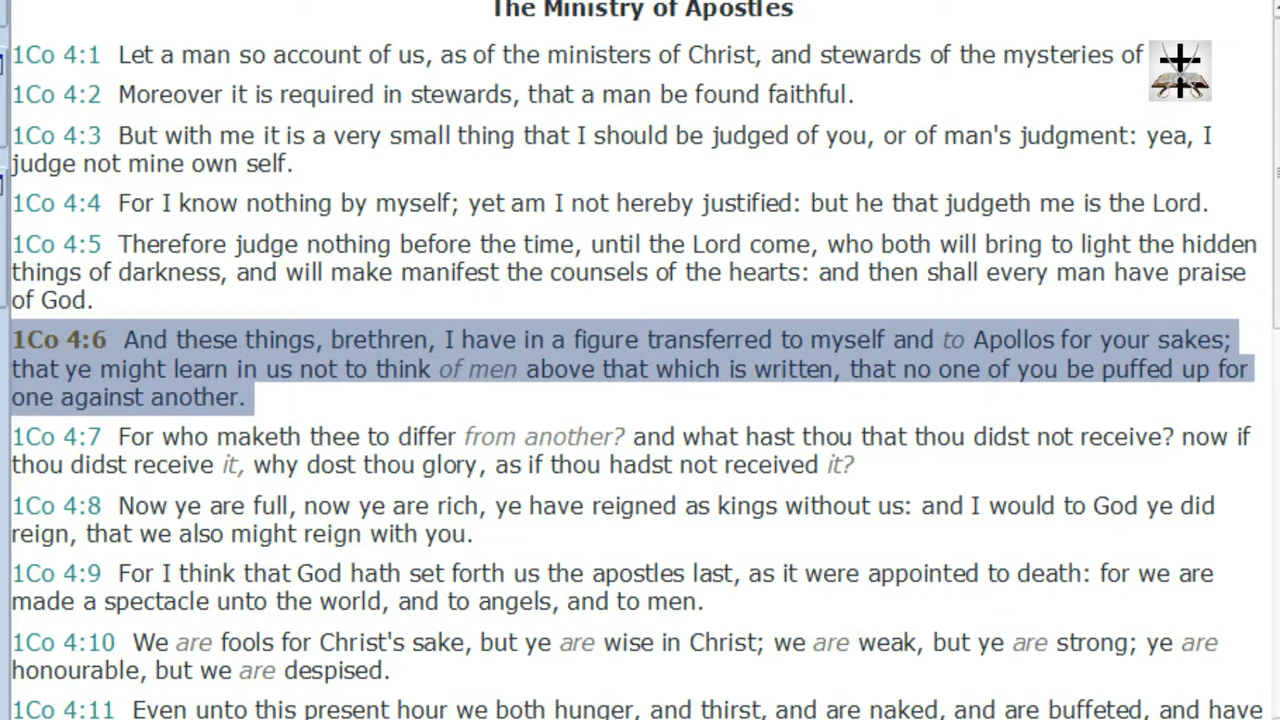 The Ministry of Apostles
1Co 4:1 Let a man so account of us, as of the ministers of Christ, and stewards of the mysteries of
1Co 4:2 Moreover it is required in stewards, that a man be found faithful.
1Co 4:3 But with me it is a very small thing that I should be judged of you, or of man's judgment: yea, I
judge not mine own self.
1Co 4:4 For I know nothing by myself; yet am I not hereby justified: but he that judgeth me is the Lord.
1Co 4:5 Therefore judge nothing before the time, until the Lord come, who both will bring to light the hidden
things of darkness, and will make manifest the counsels of the hearts: and then shall every man have praise
of God.
1Co 4:6 And these things, brethren, I have in a figure transferred to myself and to Apollos for your sakes;
that ye might learn in us not to think of men above that which is written, that no one of you be puffed up for
one against another.
1Co 4:7 For who maketh thee to differ from another? and what hast thou that thou didst not receive? now if
thou didst receive it, why dost thou glory, as if thou hadst not received it?
1Co 4:8 Now ye are full, now ye are rich, ye have reigned as kings without us: and I would to God ye did
reign, that we also might reign with you.
1Co 4:9 For I think that God hath set forth us the apostles last, as it were appointed to death: for we are
made a spectacle unto the world, and to angels, and to men.
1Co 4:10 We are fools for Christ's sake, but ye are wise in Christ; we are weak, but ye are strong; ye are
honourable, but we are despised.
1Co 4:11 Even unto this present hour we both hunger, and thirst, and are naked, and are buffeted, and have